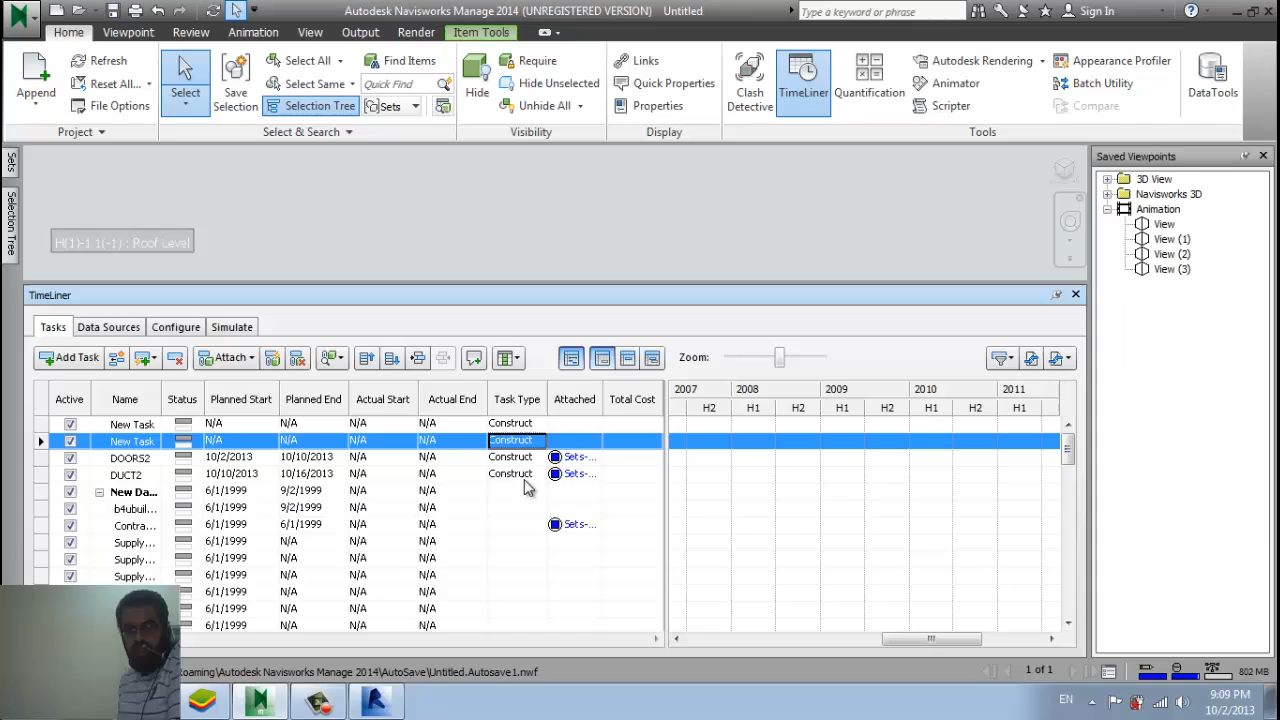 Autodesk Navisworks Manage 2014 (UNREGISTERED VERSION) Untitled
Type a keyword or phrase
Sign In
Home Viewpoint Review Animation View Output Render Item Tools
Append
Refresh
Reset All...
File Options
Project
Select
Save Selection
Select All
Select Same
Selection Tree
Find Items
Quick Find
Sets
Select & Search
Hide
Require
Hide Unselected
Unhide All
Visibility
Links
Quick Properties
Properties
Display
Clash Detective
TimeLiner
Quantification
Autodesk Rendering
Animator
Scripter
Appearance Profiler
Batch Utility
Compare
DataTools
Tools
Sets
Selection Tree
H(1)-1 1(-1) : Roof Level
Saved Viewpoints
3D View
Navisworks 3D
Animation
View
View (1)
View (2)
View (3)
TimeLiner
Tasks Data Sources Configure Simulate
Add Task Attach Zoom:
Active Name Status Planned Start Planned End Actual Start Actual End Task Type Attached Total Cost
2007 2008 2009 2010 2011
H2 H1 H2 H1 H2 H1 H2 H1
New Task N/A N/A N/A N/A Construct
New Task N/A N/A N/A N/A Construct
DOORS2 10/2/2013 10/10/2013 N/A N/A Construct Sets-...
DUCT2 10/10/2013 10/16/2013 N/A N/A Construct Sets-...
New Da... 6/1/1999 9/2/1999 N/A N/A
b4ubuil... 6/1/1999 9/2/1999 N/A N/A
Contra... 6/1/1999 6/1/1999 N/A N/A Sets-...
Supply... 6/1/1999 N/A N/A N/A
Supply... 6/1/1999 N/A N/A N/A
Supply... 6/1/1999 N/A N/A N/A
6/1/1999 N/A N/A N/A
6/1/1999 N/A N/A N/A
6/1/1999 N/A N/A N/A
Roaming\Autodesk Navisworks Manage 2014\AutoSave\Untitled.Autosave1.nwf
1 of 1
802 MB
EN
9:09 PM
10/2/2013